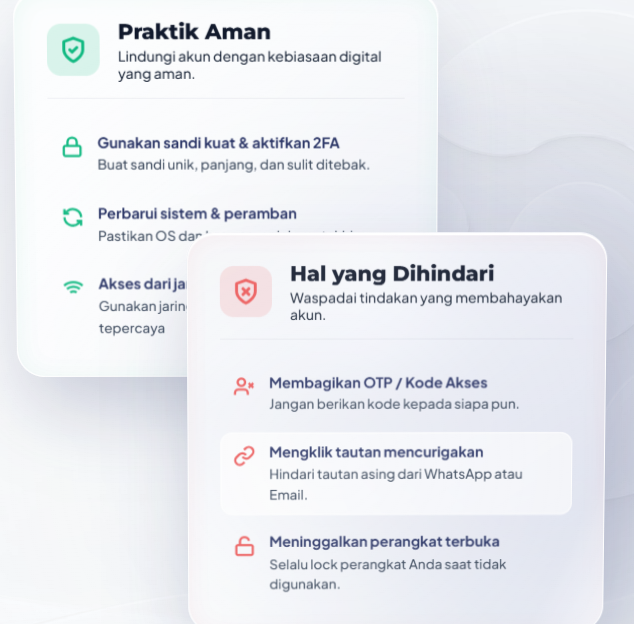 Praktik Aman
Lindungi akun dengan kebiasaan digital
yang aman.
Gunakan sandi kuat & aktifkan 2FA
Buat sandi unik, panjang, dan sulit ditebak.
Perbarui sistem & peramban
Pastikan OS dan
Akses dari
Gunakan
tepercaya
Hal yang Dihindari
Waspadai tindakan yang membahayakan
akun.
Membagikan OTP / Kode Akses
Jangan berikan kode kepada siapa pun.
Mengklik tautan mencurigakan
Hindari tautan asing dari WhatsApp atau
Email.
Meninggalkan perangkat terbuka
Selalu lock perangkat Anda saat tidak
digunakan.